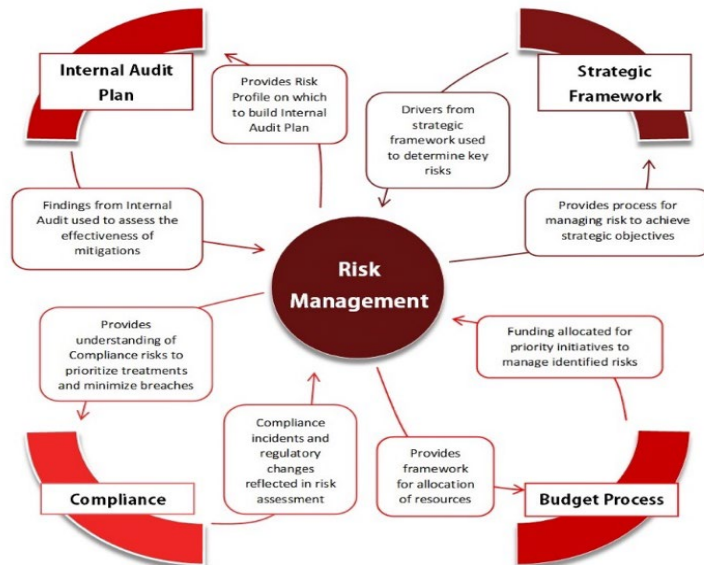 Internal Audit
Plan
Provides Risk
Profile on which
to build Internal
Audit Plan
Drivers from
strategic
framework used
to determine key
risks
Strategic
Framework
Findings from Internal
Audit used to assess the
effectiveness of
mitigations
Provides process for
managing risk to achieve
strategic objectives
Risk
Management
Provides
understanding of
Compliance risks to
prioritize treatments
and minimize breaches
Funding allocated for
priority initiatives to
manage identified risks
Compliance
incidents and
regulatory
changes
reflected in risk
assessment
Provides
framework
for allocation
of resources
Compliance
Budget Process